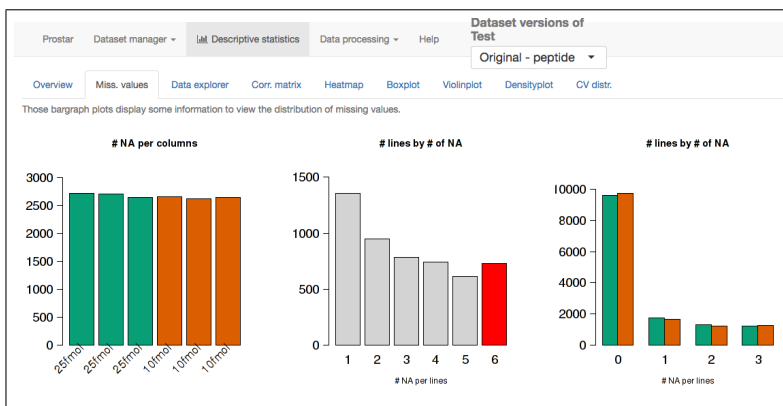 Prostar
Dataset manager
Descriptive statistics
Data processing
Help
Dataset versions of
Test
Original - peptide
Overview
Miss. values
Data explorer
Corr. matrix
Heatmap
Boxplot
Violinplot
Densityplot
CV distr.
Those bargraph plots display some information to view the distribution of missing values.
# NA per columns
3000
2500
2000
1500
1000
500
0
25fmol
25fmol
25fmol
10fmol
10fmol
10fmol
# lines by # of NA
1500
1000
500
0
1 2 3 4 5 6
# NA per lines
# lines by # of NA
10000
8000
6000
4000
2000
0
0 1 2 3
# NA per lines